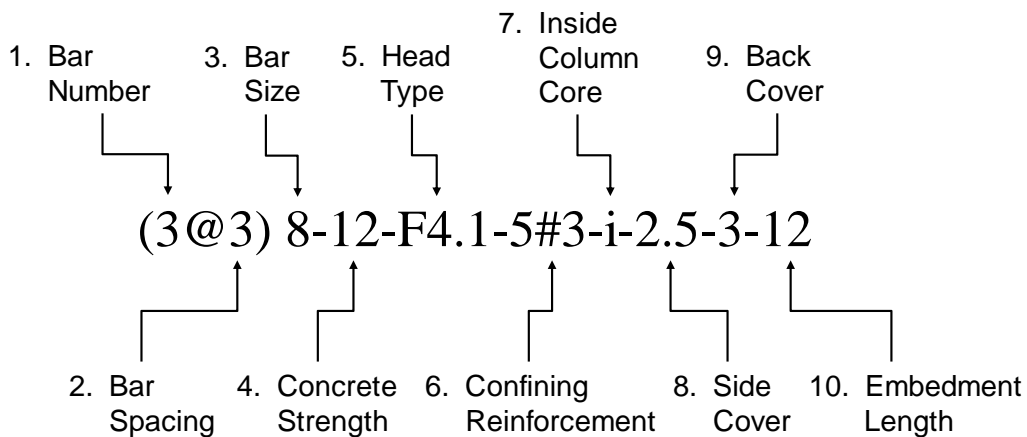 1. Bar
Number
3. Bar
Size
5. Head
Type
7. Inside
Column
Core
9. Back
Cover
(3@3) 8-12-F4.1-5#3-i-2.5-3-12
2. Bar
Spacing
4. Concrete
Strength
6. Confining
Reinforcement
8. Side
Cover
10. Embedment
Length